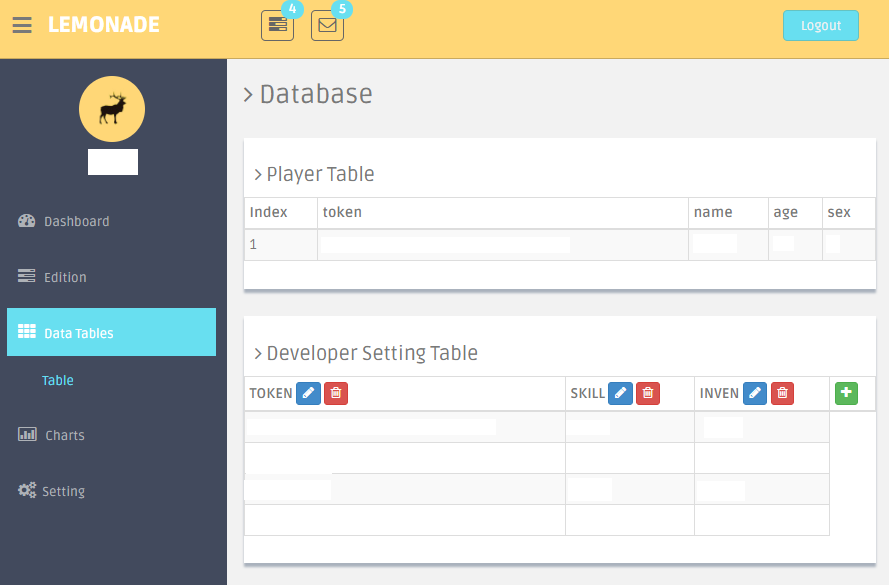 LEMONADE
4
5
Logout
Dashboard
Edition
Data Tables
Table
Charts
Setting
Database
Player Table
Index token name age sex
1
Developer Setting Table
TOKEN SKILL INVEN